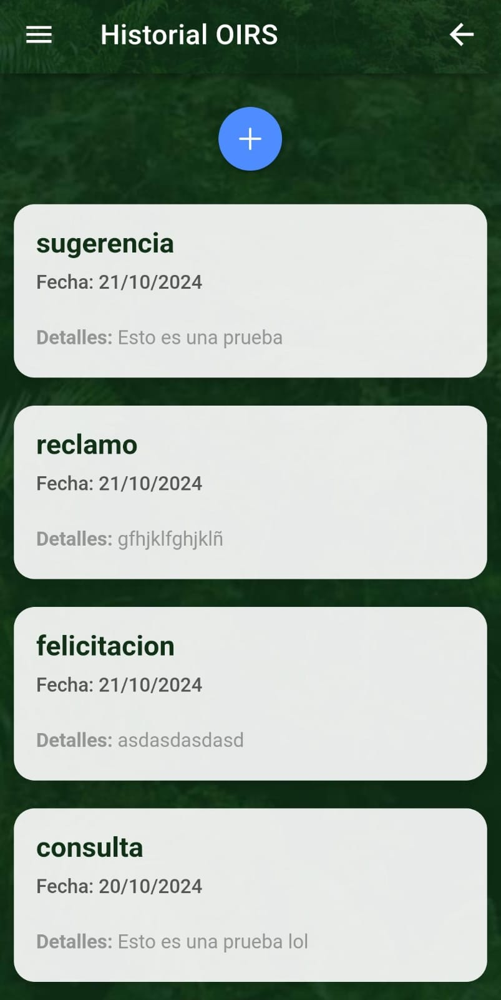 Historial OIRS
sugerencia
Fecha: 21/10/2024
Detalles: Esto es una prueba
reclamo
Fecha: 21/10/2024
Detalles: gfhjklfghjklñ
felicitacion
Fecha: 21/10/2024
Detalles: asdasdasdasd
consulta
Fecha: 20/10/2024
Detalles: Esto es una prueba lol